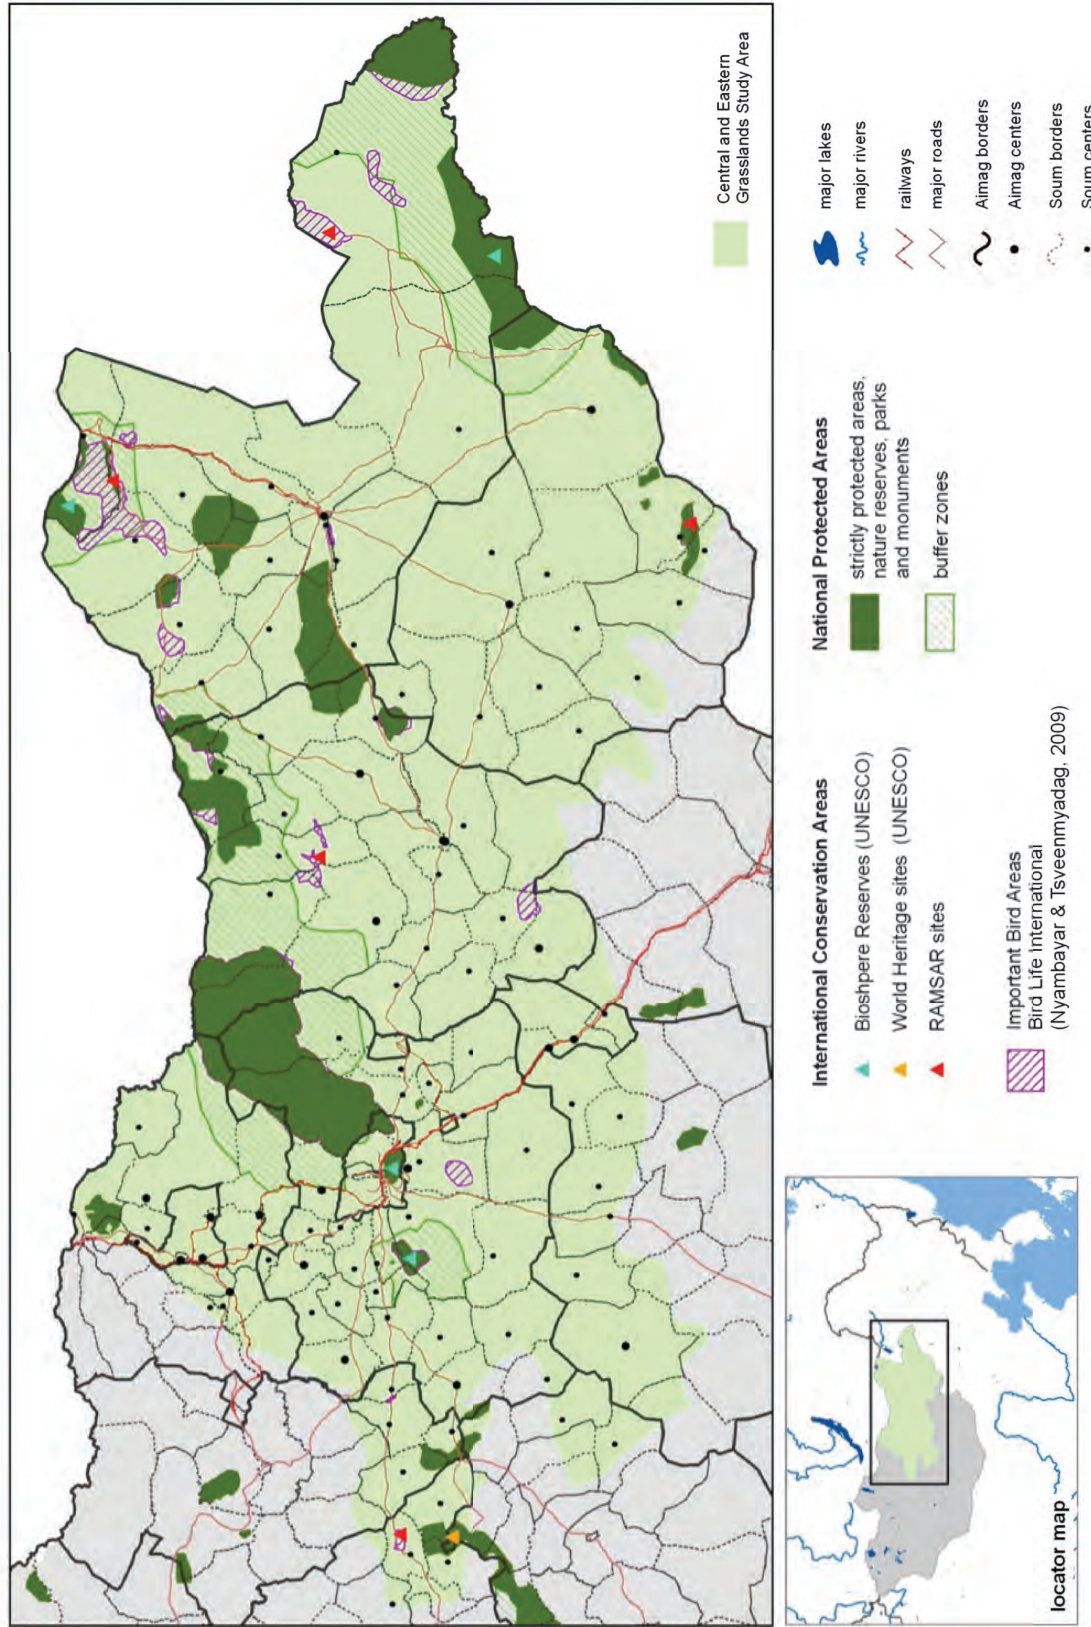 Central and Eastern
Grasslands Study Area
International Conservation Areas
Bioshpere Reserves (UNESCO)
World Heritage sites (UNESCO)
RAMSAR sites
Important Bird Areas
Bird Life International
(Nyambayar & Tsveenmyadag, 2009)
National Protected Areas
strictly protected areas,
nature reserves, parks
and monuments
buffer zones
major lakes
major rivers
railways
major roads
Aimag borders
Aimag centers
Soum borders
Soum centers
locator map